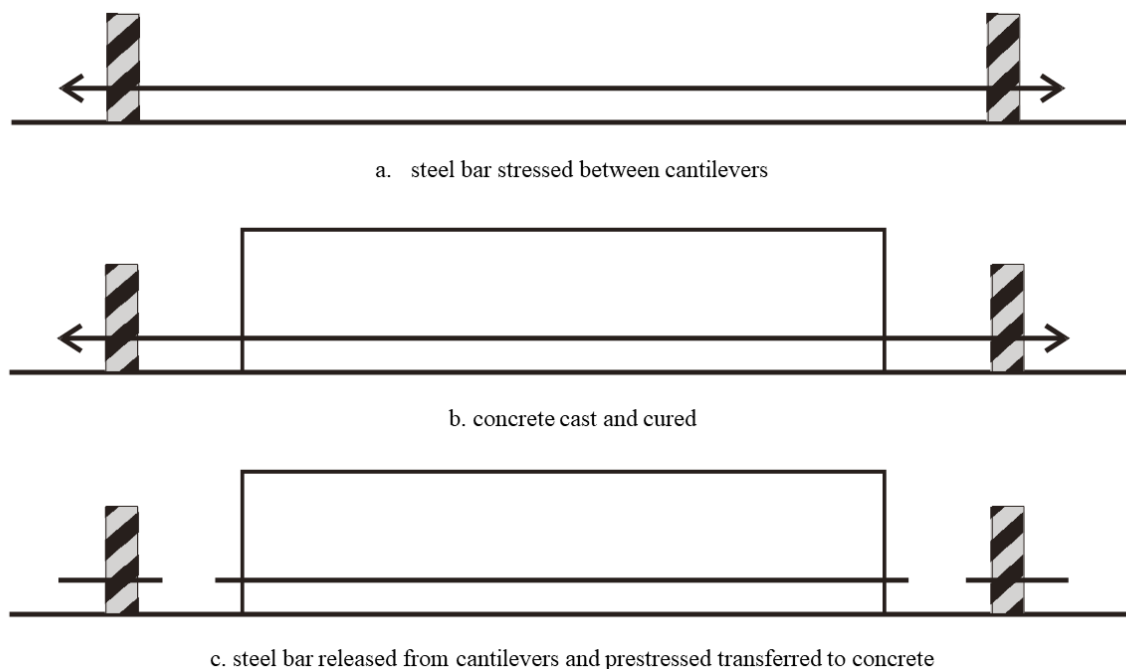 a. steel bar stressed between cantilevers
b. concrete cast and cured
c. steel bar released from cantilevers and prestressed transferred to concrete